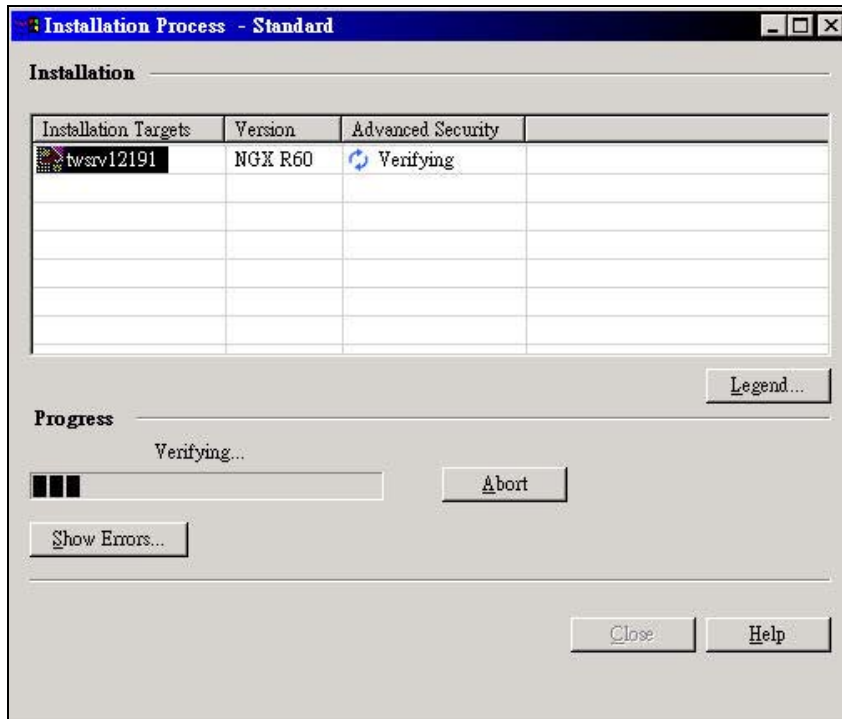 Installation Process - Standard
Installation
Installation Targets Version Advanced Security
twsrv12191 NGX R60 Verifying
Legend...
Progress
Verifying...
Abort
Show Errors...
Close Help